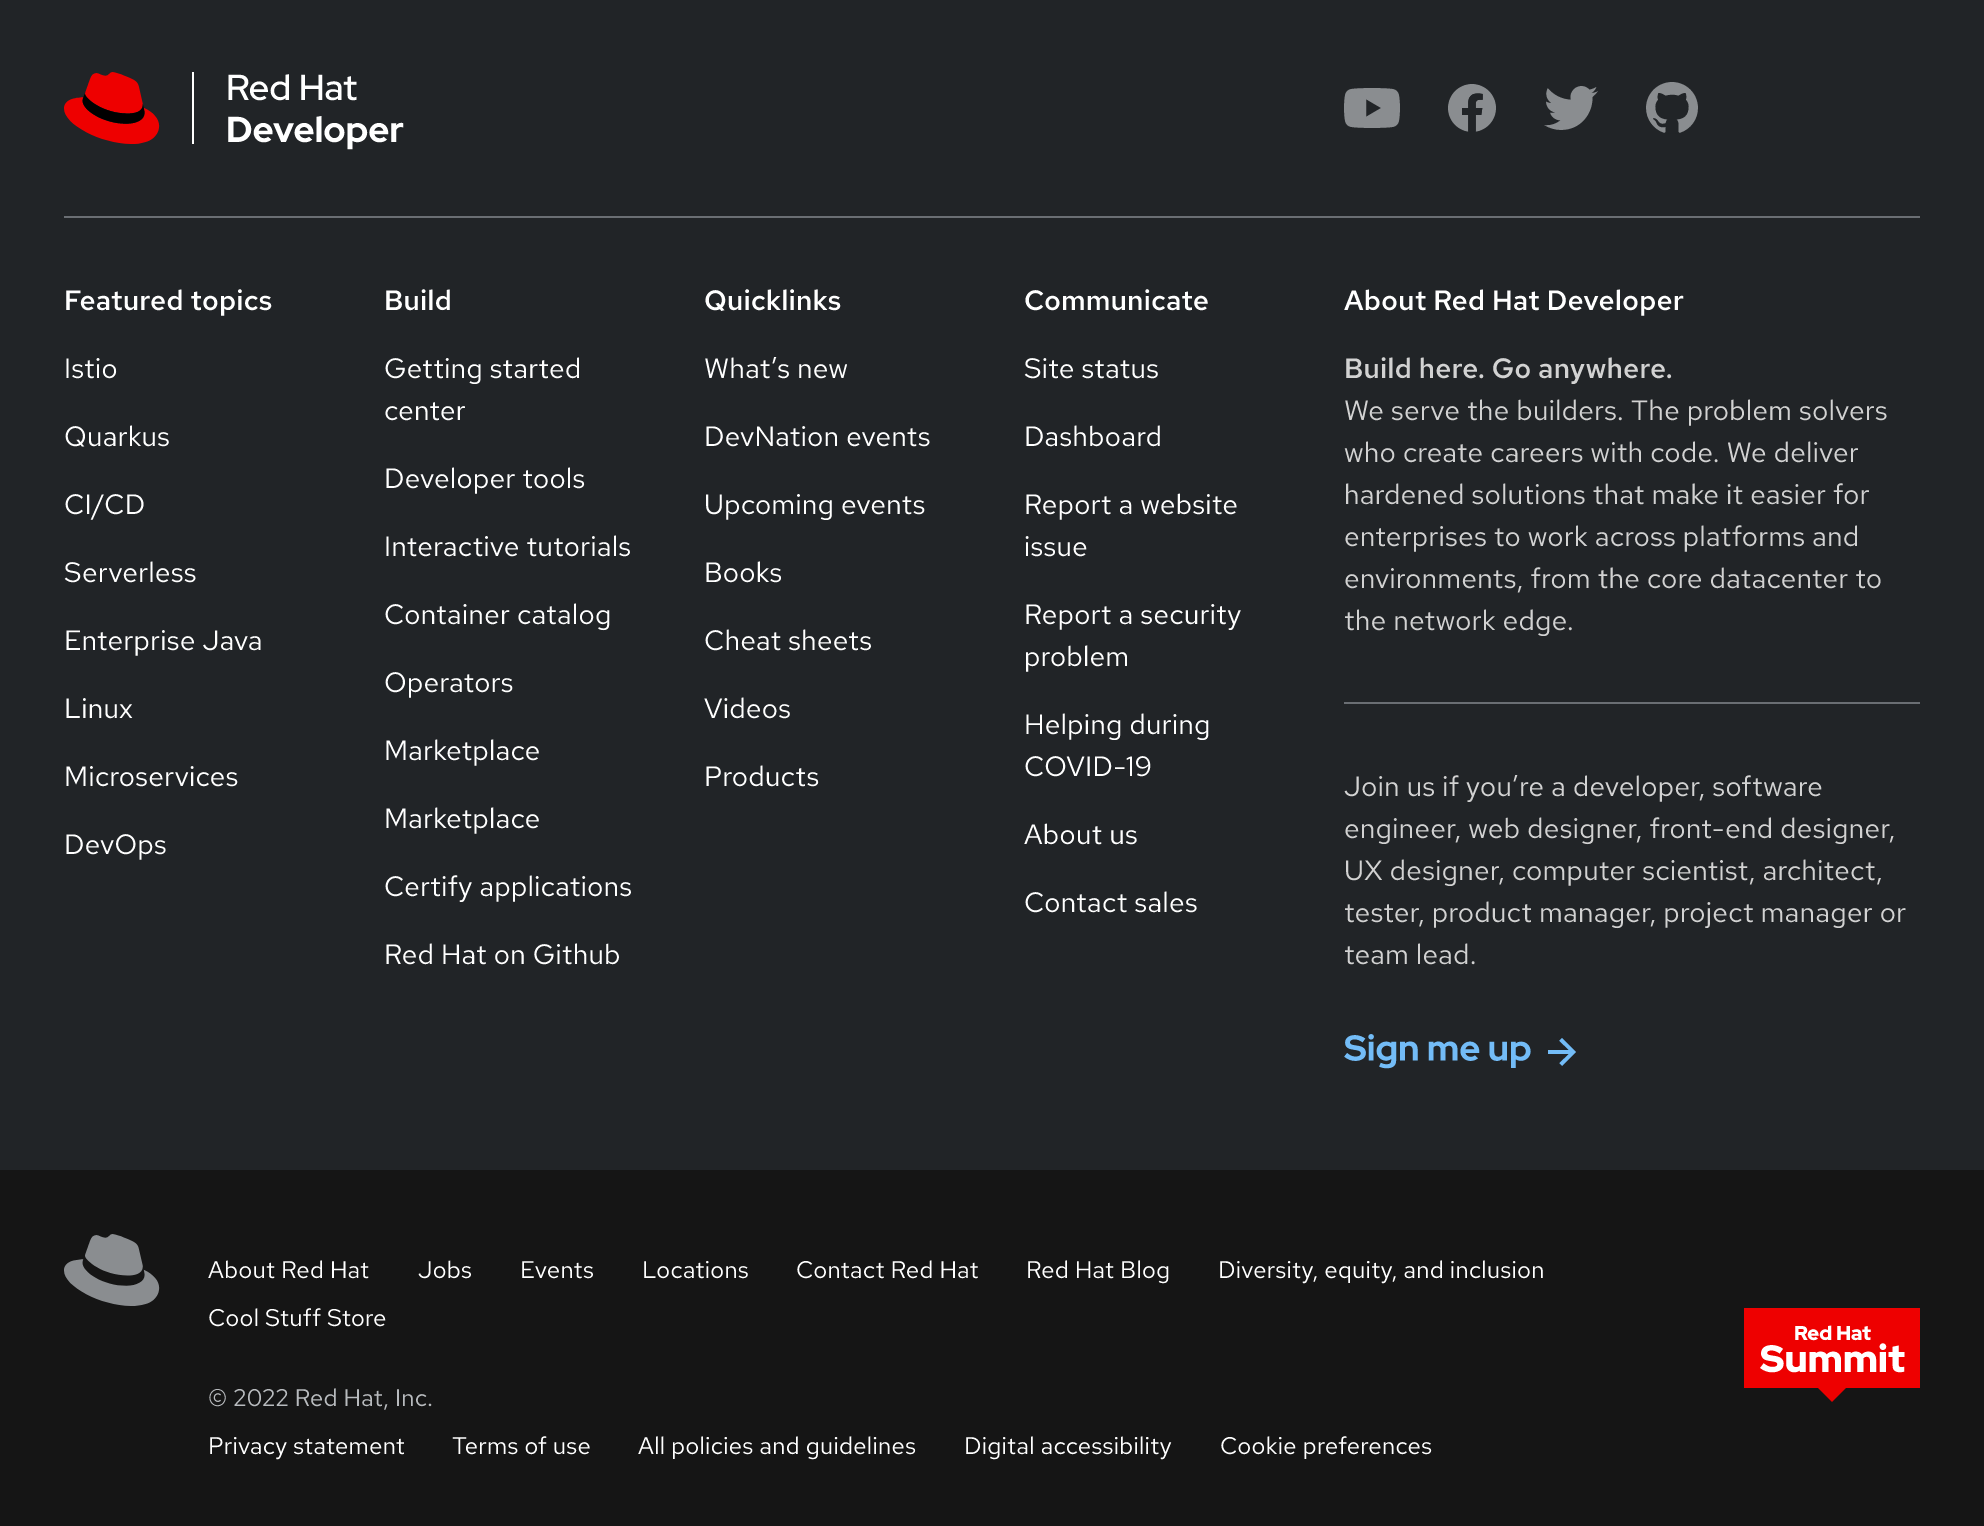 Red Hat
Developer
Featured topics
Istio
Quarkus
CI/CD
Serverless
Enterprise Java
Linux
Microservices
DevOps
Build
Getting started
center
Developer tools
Interactive tutorials
Container catalog
Operators
Marketplace
Marketplace
Certify applications
Red Hat on Github
Quicklinks
What’s new
DevNation events
Upcoming events
Books
Cheat sheets
Videos
Products
Communicate
Site status
Dashboard
Report a website
issue
Report a security
problem
Helping during
COVID-19
About us
Contact sales
About Red Hat Developer
Build here. Go anywhere.
We serve the builders. The problem solvers
who create careers with code. We deliver
hardened solutions that make it easier for
enterprises to work across platforms and
environments, from the core datacenter to
the network edge.
Join us if you’re a developer, software
engineer, web designer, front-end designer,
UX designer, computer scientist, architect,
tester, product manager, project manager or
team lead.
Sign me up
About Red Hat Jobs Events Locations Contact Red Hat Red Hat Blog Diversity, equity, and inclusion
Cool Stuff Store
© 2022 Red Hat, Inc.
Privacy statement Terms of use All policies and guidelines Digital accessibility Cookie preferences
Red Hat
Summit